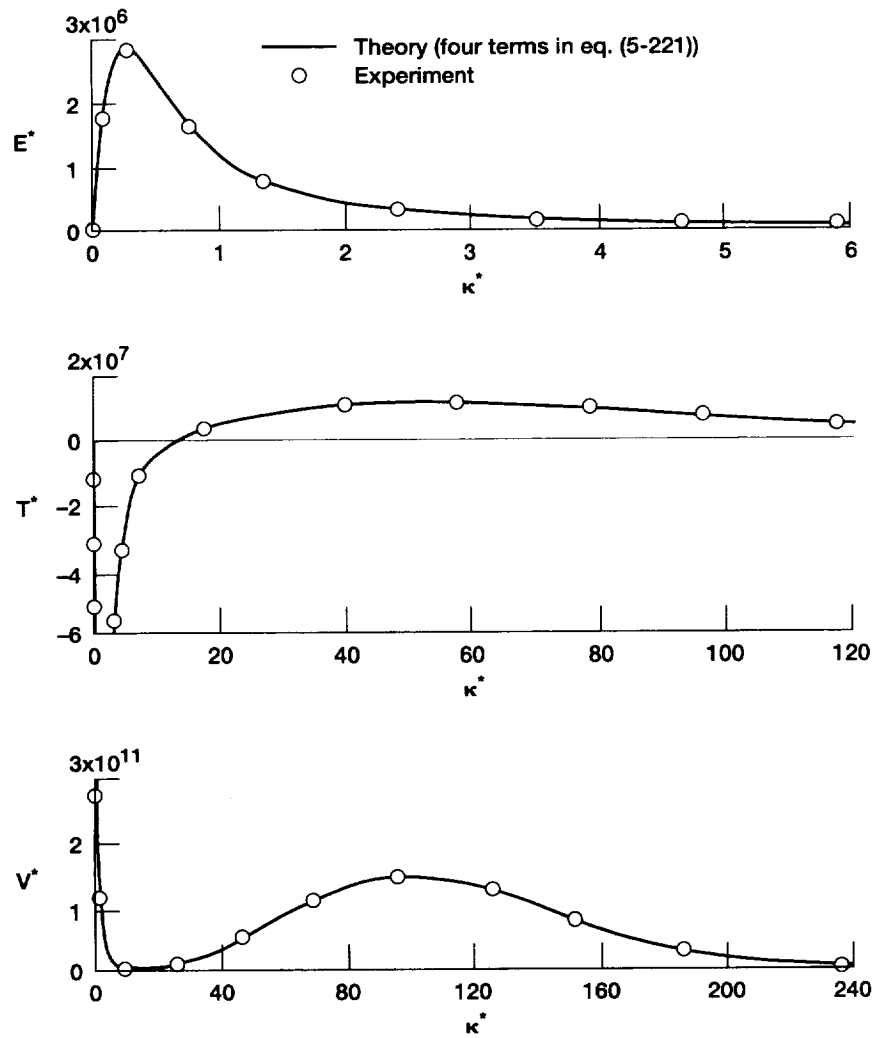 3x10^6
Theory (four terms in eq. (5-221))
Experiment
2
E*
1
0
0 1 2 3 4 5 6
κ*
2x10^7
0
T*
–2
–4
–6
0 20 40 60 80 100 120
κ*
3x10^11
2
V*
1
0
0 40 80 120 160 200 240
κ*